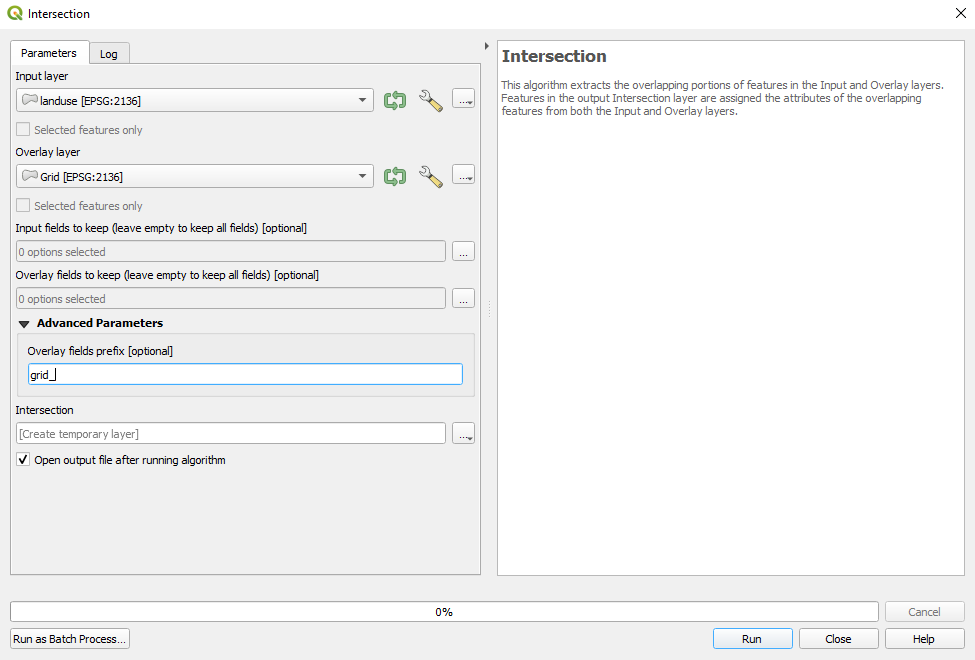 Intersection
Parameters
Log
Input layer
landuse [EPSG:2136]
...
Selected features only
Overlay layer
Grid [EPSG:2136]
...
Selected features only
Input fields to keep (leave empty to keep all fields) [optional]
0 options selected
...
Overlay fields to keep (leave empty to keep all fields) [optional]
0 options selected
...
Advanced Parameters
Overlay fields prefix [optional]
grid_
Intersection
[Create temporary layer]
...
Open output file after running algorithm
Intersection
This algorithm extracts the overlapping portions of features in the Input and Overlay layers.
Features in the output Intersection layer are assigned the attributes of the overlapping
features from both the Input and Overlay layers.
0%
Cancel
Run as Batch Process...
Run
Close
Help